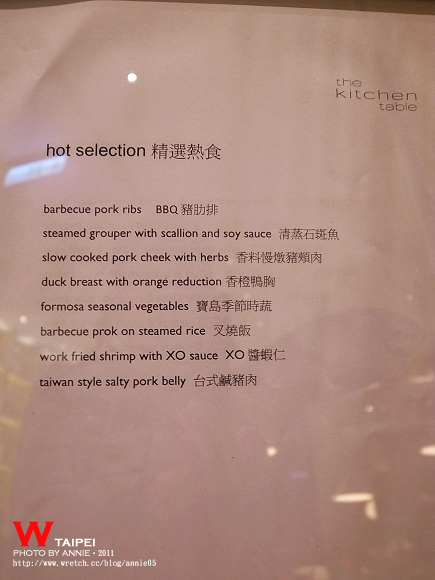 the
kitchen
table
hot selection 精選熱食
barbecue pork ribs BBQ 豬肋排
steamed grouper with scallion and soy sauce 清蒸石斑魚
slow cooked pork cheek with herbs 香料慢燉豬頰肉
duck breast with orange reduction 香橙鴨胸
formosa seasonal vegetables 寶島季節時蔬
barbecue prok on steamed rice 叉燒飯
work fried shrimp with XO sauce XO 醬蝦仁
taiwan style salty pork belly 台式鹹豬肉
W TAIPEI
PHOTO BY ANNIE・2011
http://www.wretch.cc/blog/annie05